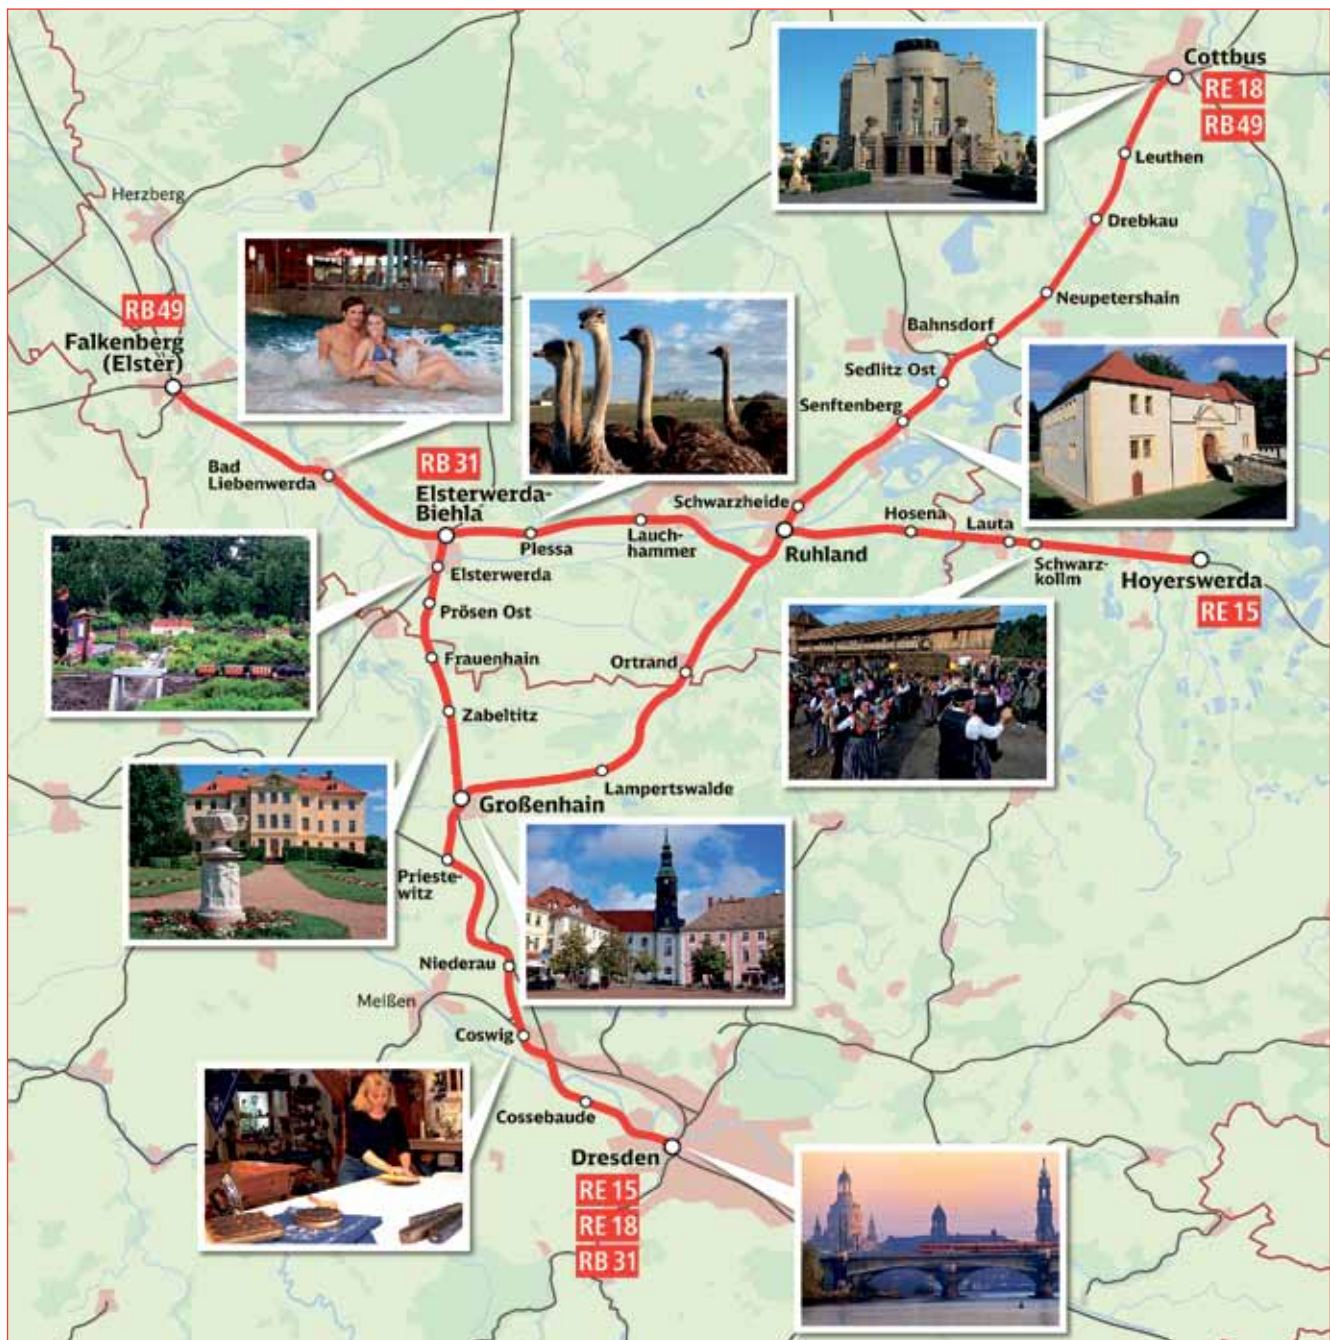 Cottbus
RE 18
RB 49
Leuthen
Drebkau
Neupetershain
Bahnsdorf
Sedlitz Ost
Senftenberg
Herzberg
RB 49
Falkenberg
(Elster)
Bad
Liebenwerda
RB 31
Elsterwerda-
Biehla
Plessa
Lauch-
hammer
Schwarzheide
Ruhland
Hosena
Lauta
Schwarz-
kollm
Hoyerswerda
RE 15
Elsterwerda
Prösen Ost
Frauenhain
Zabeltitz
Ortrand
Lampertswalde
Großenhain
Prieste-
witz
Niederau
Meißen
Coswig
Cossebaude
Dresden
RE 15
RE 18
RB 31